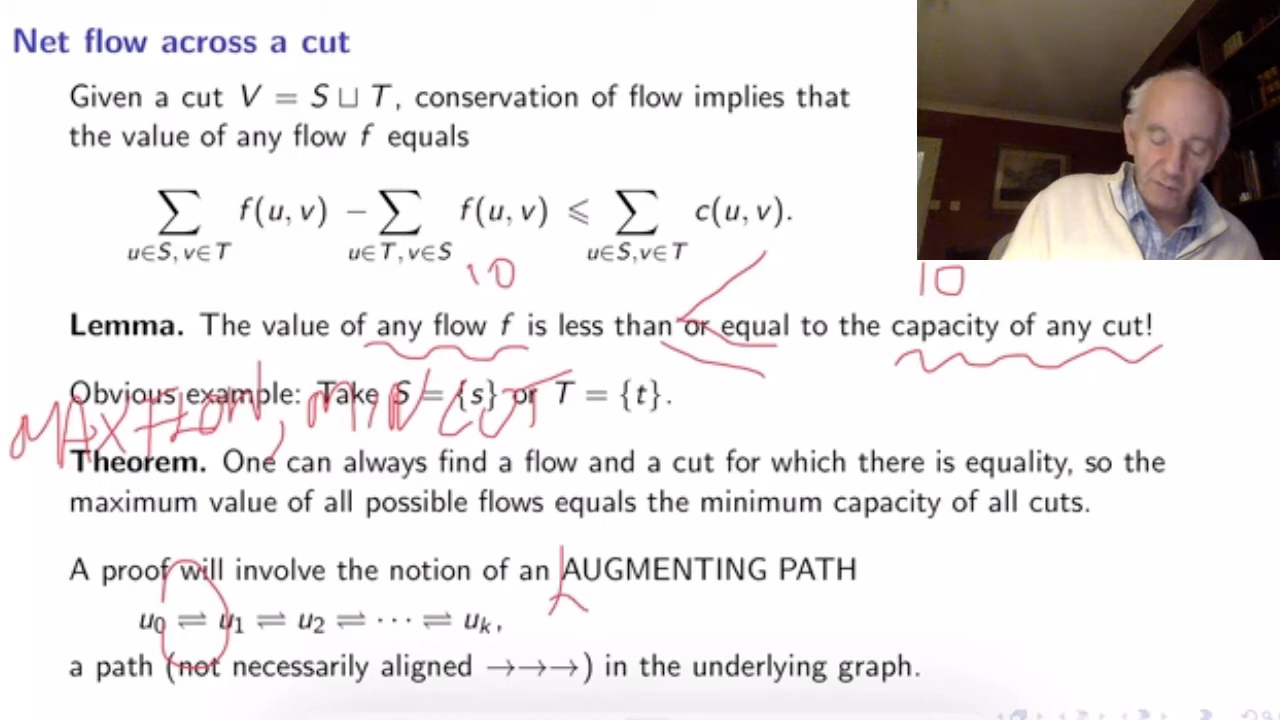 Net flow across a cut
Given a cut V = S ⊔ T, conservation of flow implies that
the value of any flow f equals
∑ f(u, v) − ∑ f(u, v) ⩽ ∑ c(u, v).
u∈S,v∈T u∈T,v∈S u∈S,v∈T
10 10
Lemma. The value of any flow f is less than or equal to the capacity of any cut!
Obvious example: Take S = {s} or T = {t}.
MAXFLOW, MIN CUT
Theorem. One can always find a flow and a cut for which there is equality, so the
maximum value of all possible flows equals the minimum capacity of all cuts.
A proof will involve the notion of an AUGMENTING PATH
u0 ⇌ u1 ⇌ u2 ⇌ ⋯ ⇌ uk,
a path (not necessarily aligned →→→) in the underlying graph.